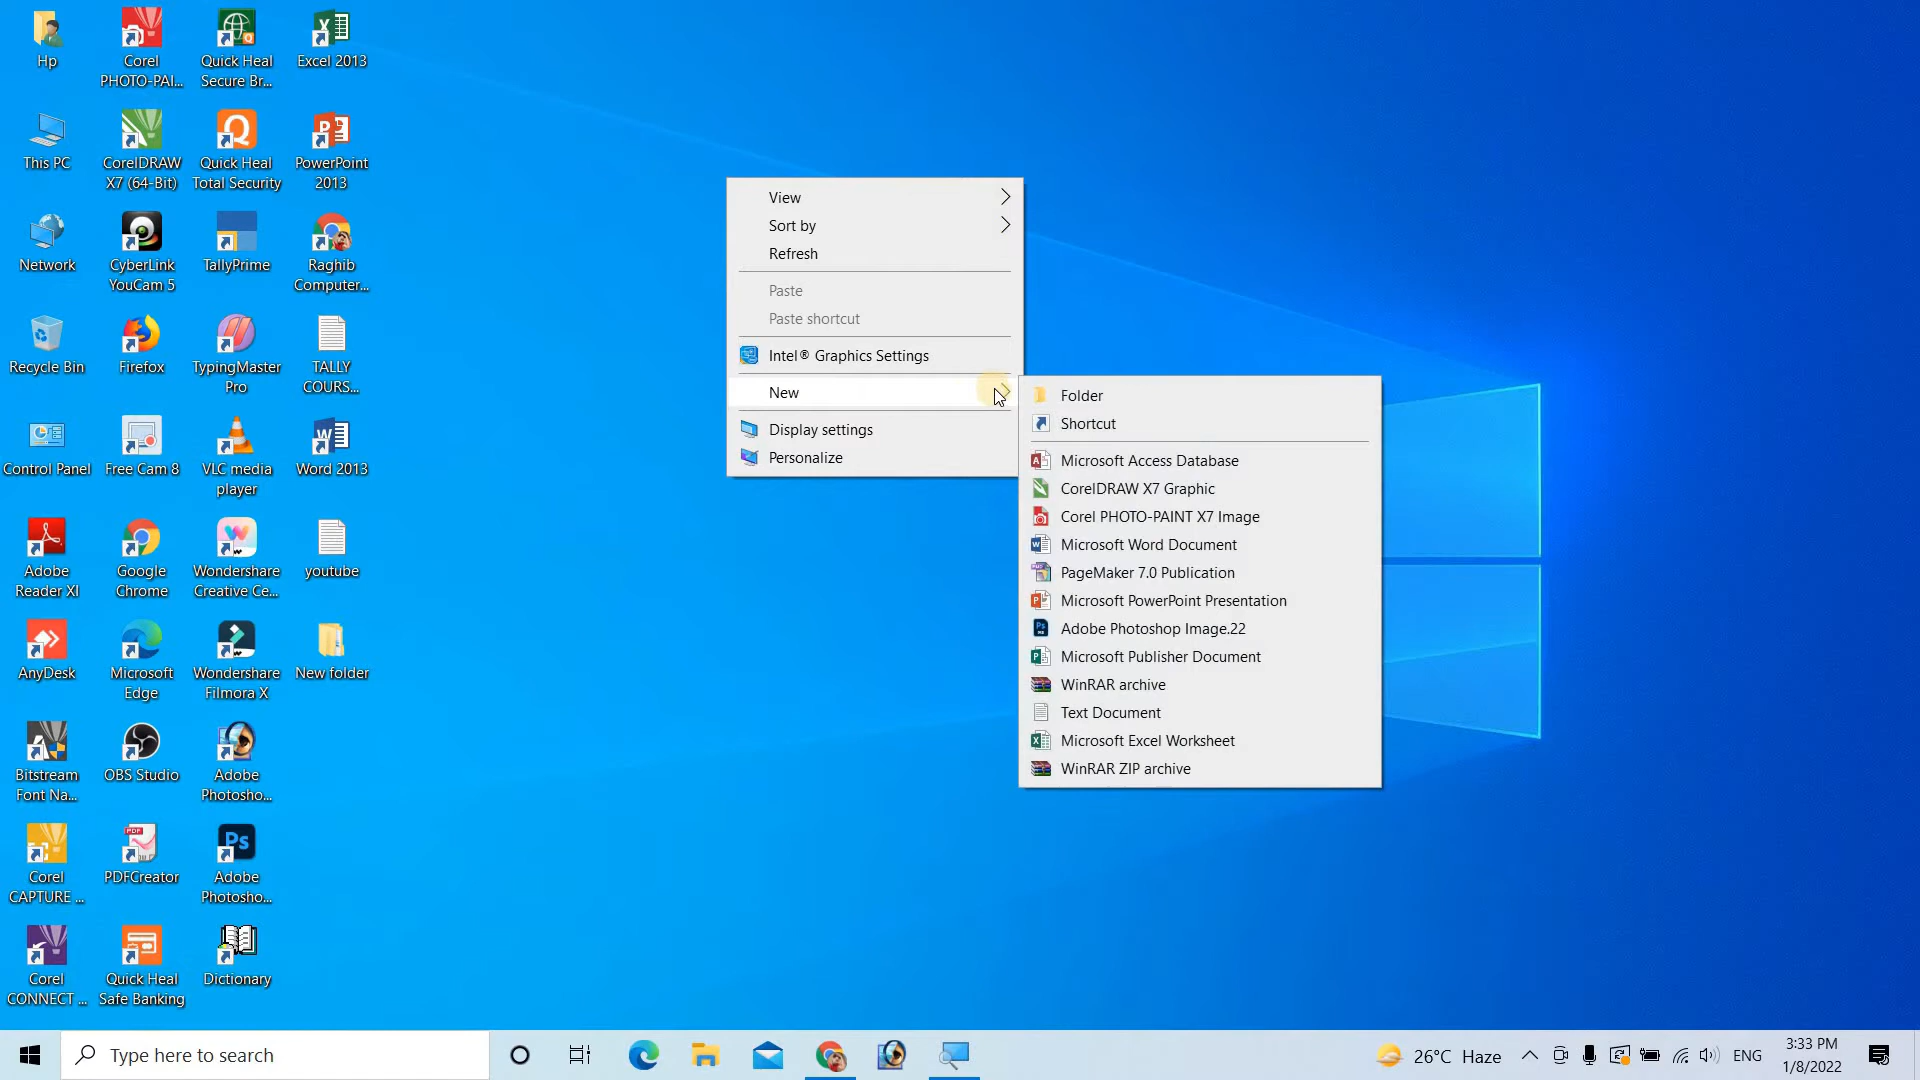 Hp
Corel
PHOTO-PAI...
Quick Heal
Secure Br...
Excel 2013
This PC
CorelDRAW
X7 (64-Bit)
Quick Heal
Total Security
PowerPoint
2013
Network
CyberLink
YouCam 5
TallyPrime
Raghib
Computer...
Recycle Bin
Firefox
TypingMaster
Pro
TALLY
COURS...
Control Panel
Free Cam 8
VLC media
player
Word 2013
Adobe
Reader XI
Google
Chrome
Wondershare
Creative Ce...
youtube
AnyDesk
Microsoft
Edge
Wondershare
Filmora X
New folder
Bitstream
Font Na...
OBS Studio
Adobe
Photosho...
Corel
CAPTURE ...
PDFCreator
Adobe
Photosho...
Corel
CONNECT ...
Quick Heal
Safe Banking
Dictionary
View
Sort by
Refresh
Paste
Paste shortcut
Intel® Graphics Settings
New
Display settings
Personalize
Folder
Shortcut
Microsoft Access Database
CorelDRAW X7 Graphic
Corel PHOTO-PAINT X7 Image
Microsoft Word Document
PageMaker 7.0 Publication
Microsoft PowerPoint Presentation
Adobe Photoshop Image.22
Microsoft Publisher Document
WinRAR archive
Text Document
Microsoft Excel Worksheet
WinRAR ZIP archive
Type here to search
26°C Haze
ENG
3:33 PM
1/8/2022